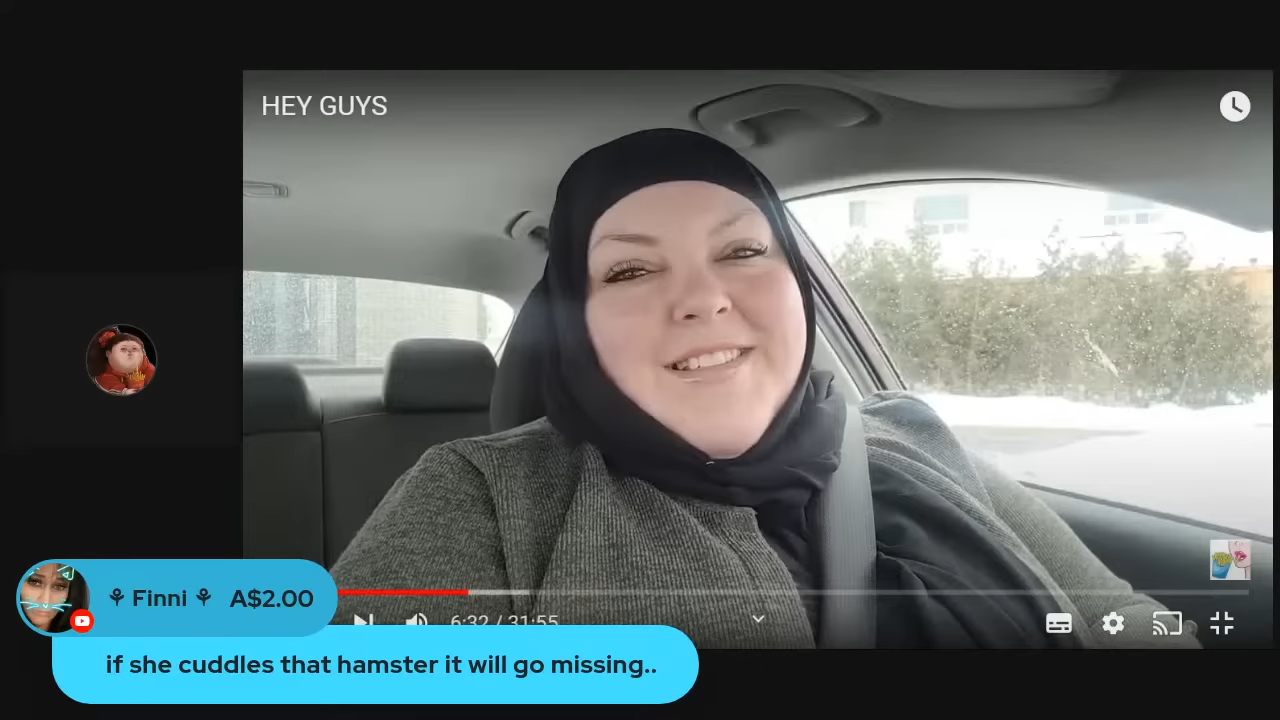 HEY GUYS
⚘ Finni ⚘ A$2.00
6:32 / 31:55
if she cuddles that hamster it will go missing..